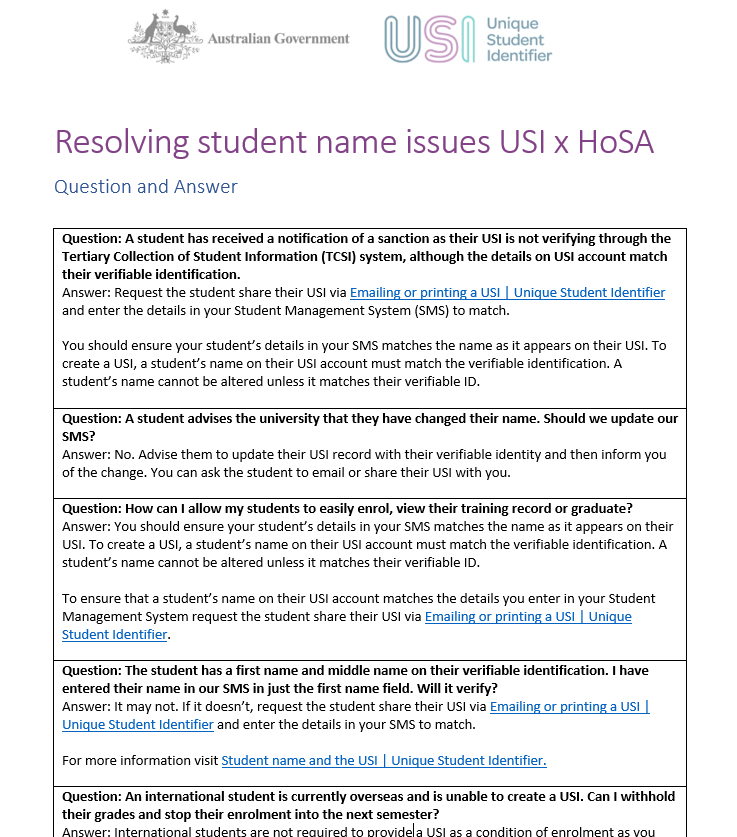 Australian Government
USI Unique
Student
Identifier
Resolving student name issues USI x HoSA
Question and Answer
Question: A student has received a notification of a sanction as their USI is not verifying through the
Tertiary Collection of Student Information (TCSI) system, although the details on USI account match
their verifiable identification.
Answer: Request the student share their USI via Emailing or printing a USI | Unique Student Identifier
and enter the details in your Student Management System (SMS) to match.
You should ensure your student’s details in your SMS matches the name as it appears on their USI. To
create a USI, a student’s name on their USI account must match the verifiable identification. A
student’s name cannot be altered unless it matches their verifiable ID.
Question: A student advises the university that they have changed their name. Should we update our
SMS?
Answer: No. Advise them to update their USI record with their verifiable identity and then inform you
of the change. You can ask the student to email or share their USI with you.
Question: How can I allow my students to easily enrol, view their training record or graduate?
Answer: You should ensure your student’s details in your SMS matches the name as it appears on their
USI. To create a USI, a student’s name on their USI account must match the verifiable identification. A
student’s name cannot be altered unless it matches their verifiable ID.
To ensure that a student’s name on their USI account matches the details you enter in your Student
Management System request the student share their USI via Emailing or printing a USI | Unique
Student Identifier.
Question: The student has a first name and middle name on their verifiable identification. I have
entered their name in our SMS in just the first name field. Will it verify?
Answer: It may not. If it doesn’t, request the student share their USI via Emailing or printing a USI |
Unique Student Identifier and enter the details in your SMS to match.
For more information visit Student name and the USI | Unique Student Identifier.
Question: An international student is currently overseas and is unable to create a USI. Can I withhold
their grades and stop their enrolment into the next semester?
Answer: International students are not required to provide a USI as a condition of enrolment as you